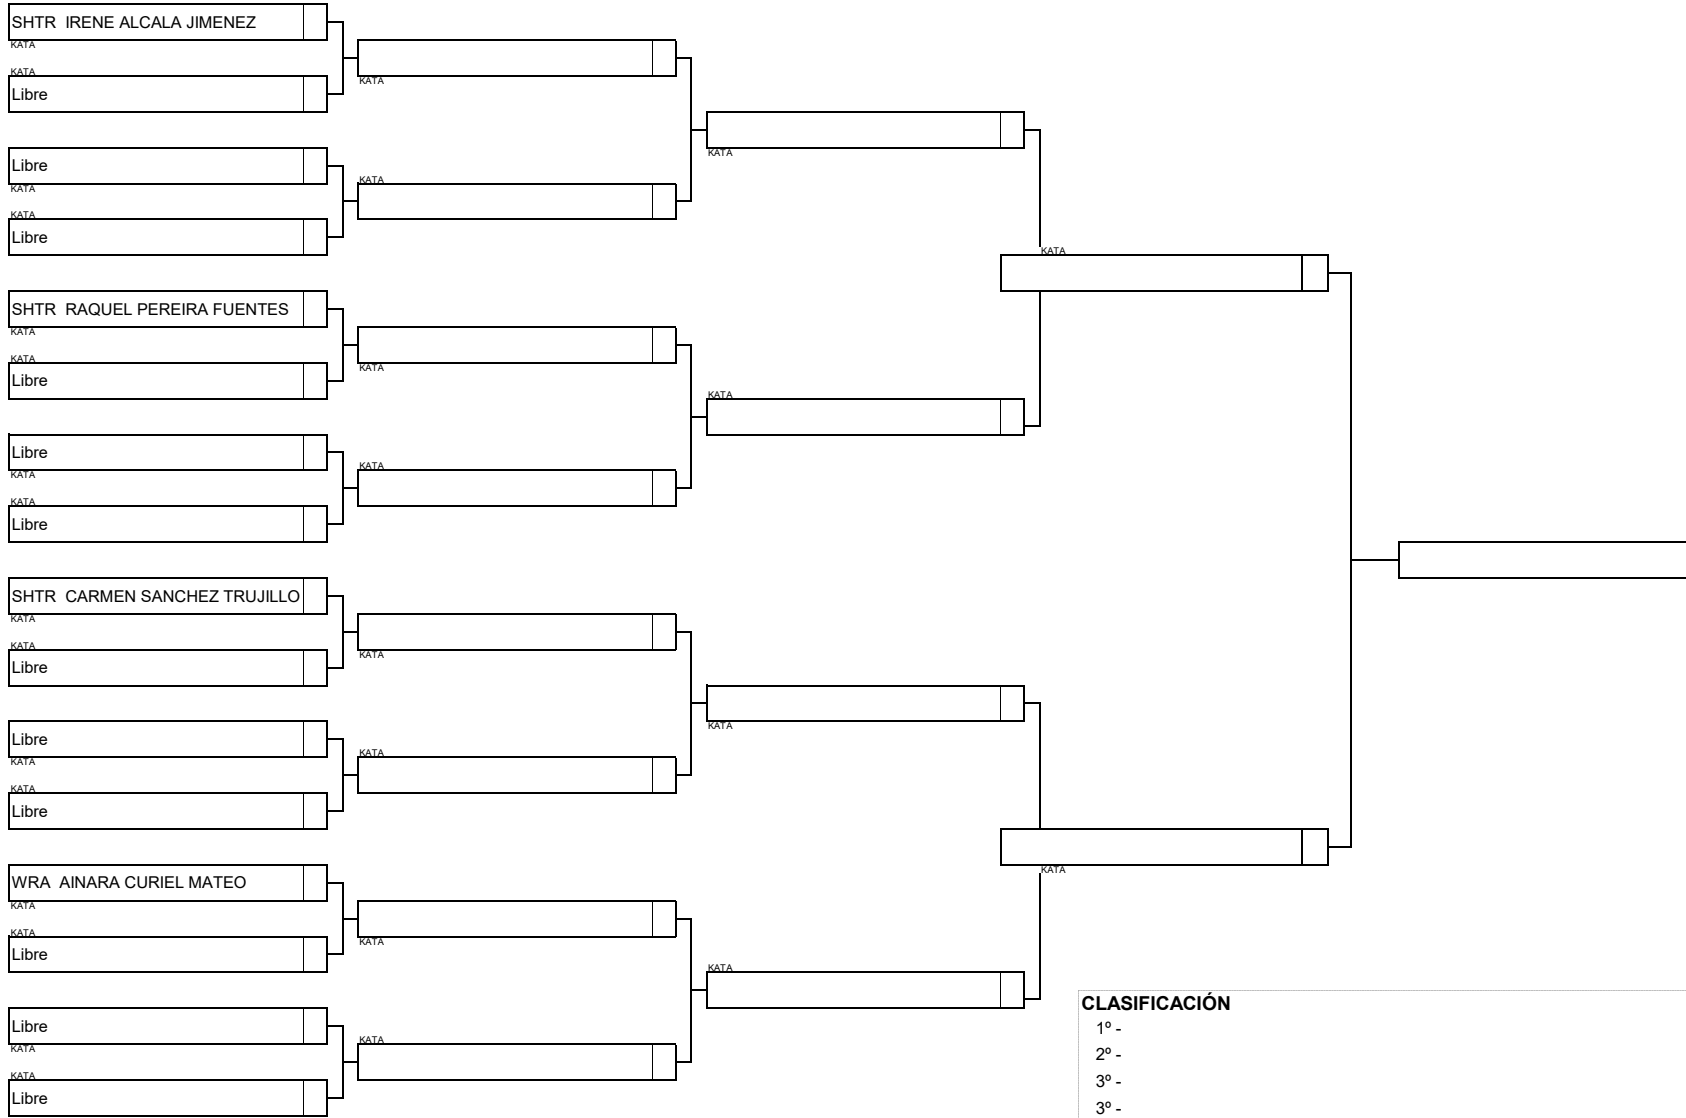 SHTR  IRENE ALCALA JIMENEZ
KATA
KATA
KATA
Libre
KATA
Libre
KATA
KATA
KATA
Libre
KATA
SHTR  RAQUEL PEREIRA FUENTES
KATA
KATA
KATA
Libre
KATA
Libre
KATA
KATA
KATA
Libre
SHTR  CARMEN SANCHEZ TRUJILLO
KATA
KATA
KATA
Libre
KATA
Libre
KATA
KATA
KATA
Libre
KATA
WRA  AINARA CURIEL MATEO
KATA
KATA
KATA
Libre
KATA
Libre
KATA
KATA
KATA
Libre
CLASIFICACIÓN
1º -
2º -
3º -
3º -